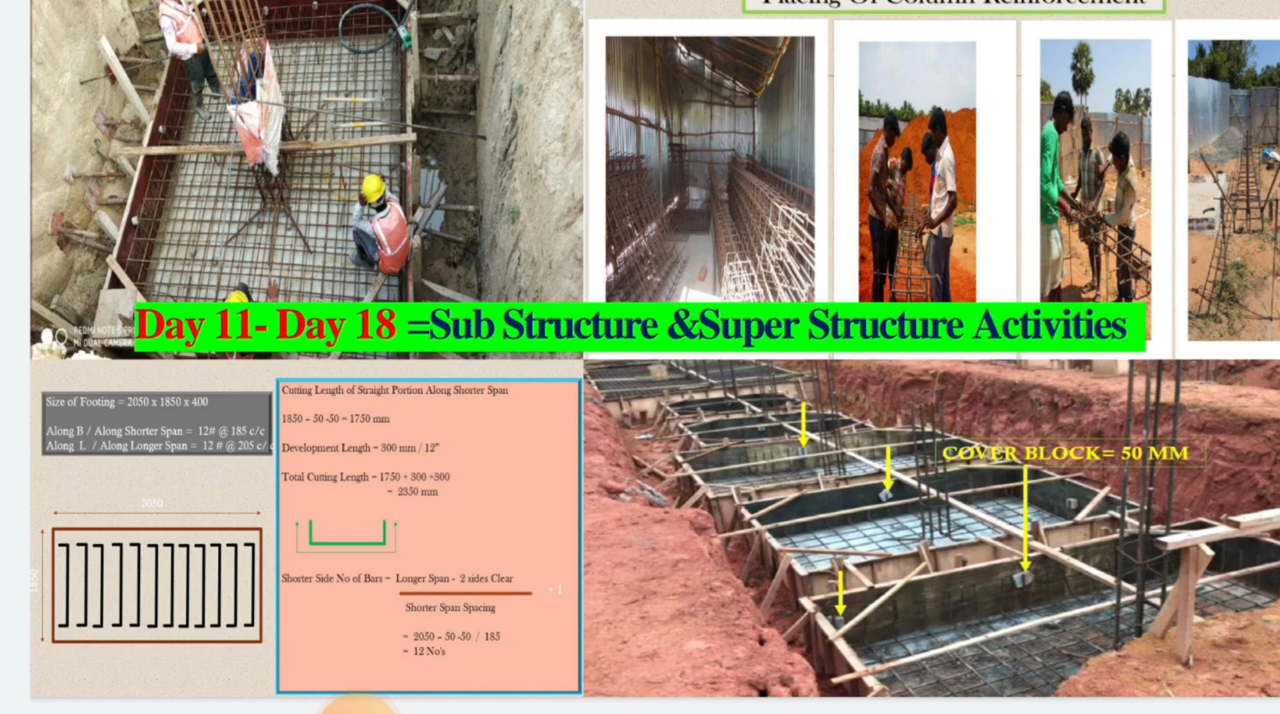 Placing Of Column Reinforcement
REDMI NOTE 5 PRO
MI DUAL CAMERA
Day 11- Day 18 =Sub Structure &Super Structure Activities
Size of Footing = 2050 x 1850 x 400
Along B / Along Shorter Span = 12# @ 185 c/c
Along L / Along Longer Span = 12 # @ 205 c/
2050
1850
Cutting Length of Straight Portion Along Shorter Span
1850 - 50 -50 = 1750 mm
Development Length = 300 mm / 12"
Total Cutting Length = 1750 + 300 +300
= 2350 mm
Shorter Side No of Bars = Longer Span - 2 sides Clear
+ 1
Shorter Span Spacing
= 2050 - 50 -50 / 185
= 12 No's
COVER BLOCK= 50 MM